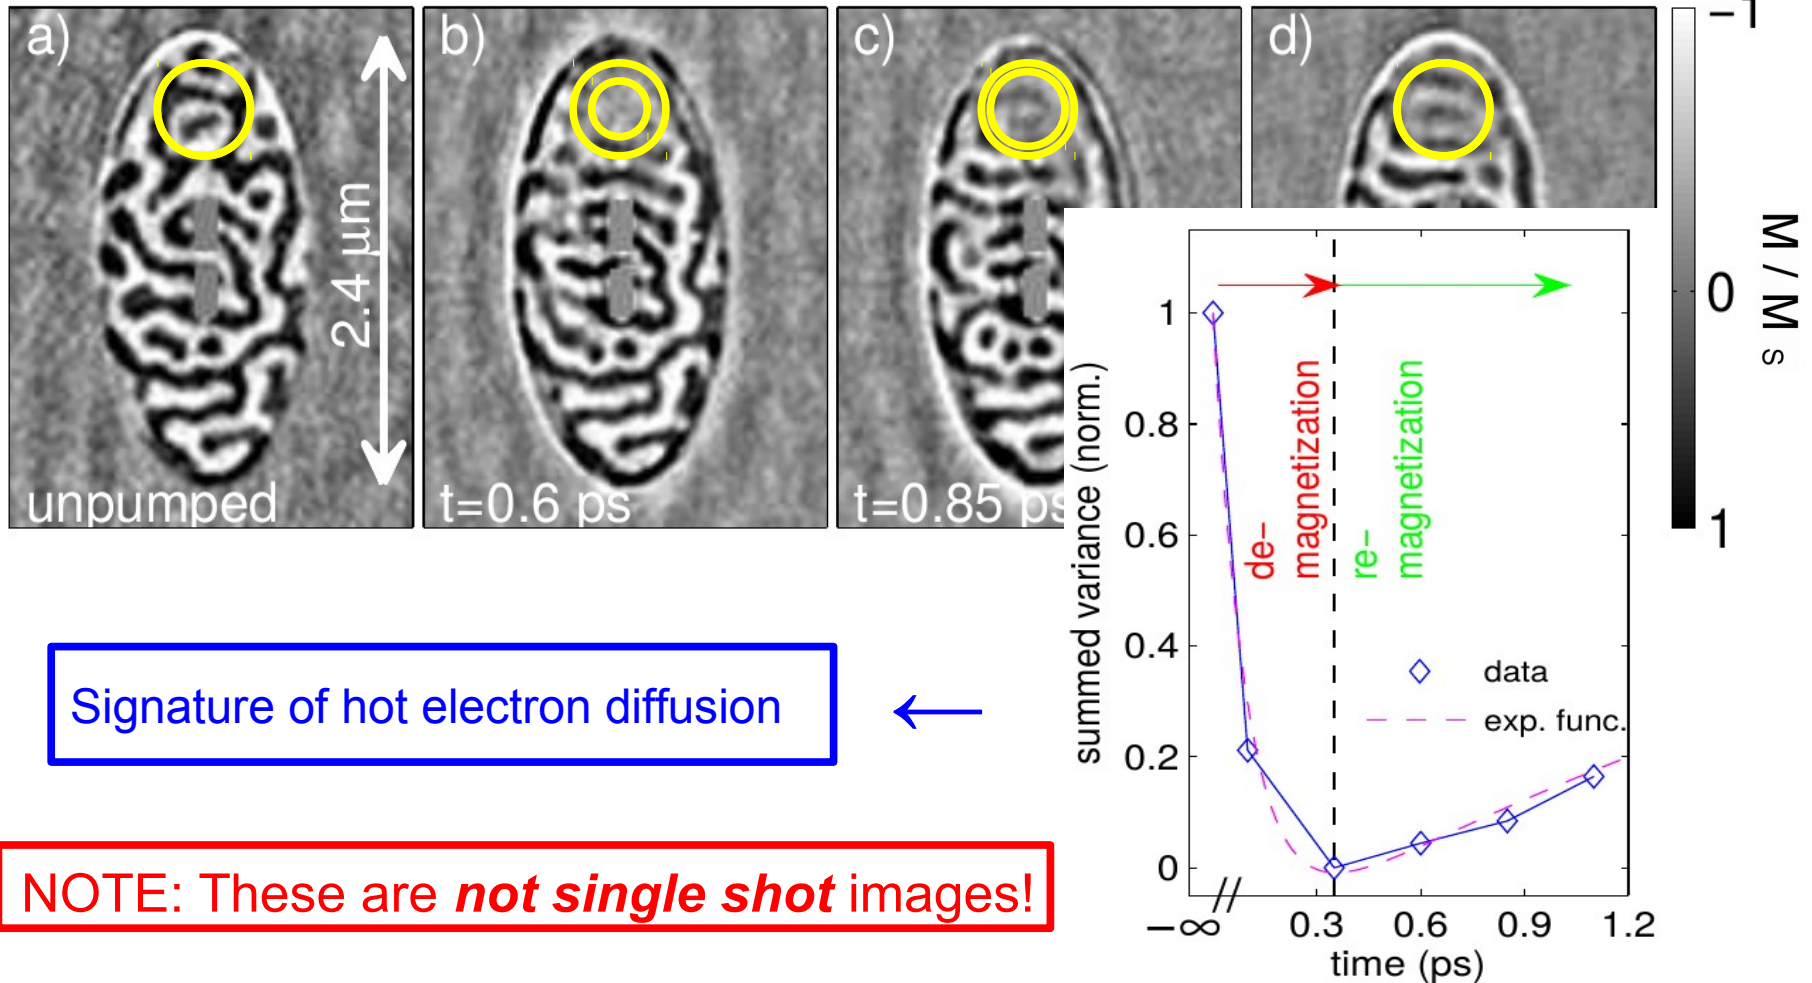 a)
b)
c)
d)
2.4 μm
unpumped
t=0.6 ps
t=0.85 ps
−1
0
1
M / M s
Signature of hot electron diffusion
←
NOTE: These are not single shot images!
summed variance (norm.)
1
0.8
0.6
0.4
0.2
0
de−
magnetization
re−
magnetization
data
exp. func.
−∞
0.3
0.6
0.9
1.2
time (ps)